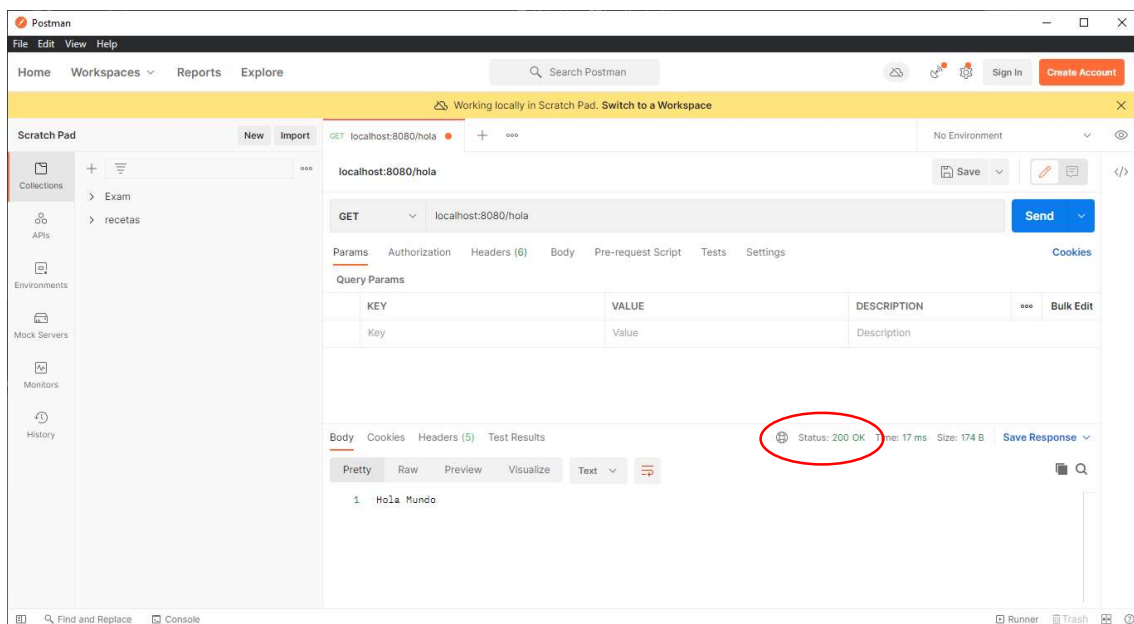 Postman
File Edit View Help
Home Workspaces Reports Explore Search Postman Sign In Create Account
Working locally in Scratch Pad. Switch to a Workspace
Scratch Pad New Import GET localhost:8080/hola No Environment
Collections
Exam
recetas
APIs
Environments
Mock Servers
Monitors
History
localhost:8080/hola Save
GET localhost:8080/hola Send
Params Authorization Headers (6) Body Pre-request Script Tests Settings Cookies
Query Params
KEY VALUE DESCRIPTION Bulk Edit
Key Value Description
Body Cookies Headers (5) Test Results Status: 200 OK Time: 17 ms Size: 174 B Save Response
Pretty Raw Preview Visualize Text
1 Hola Mundo
Find and Replace Console Runner Trash